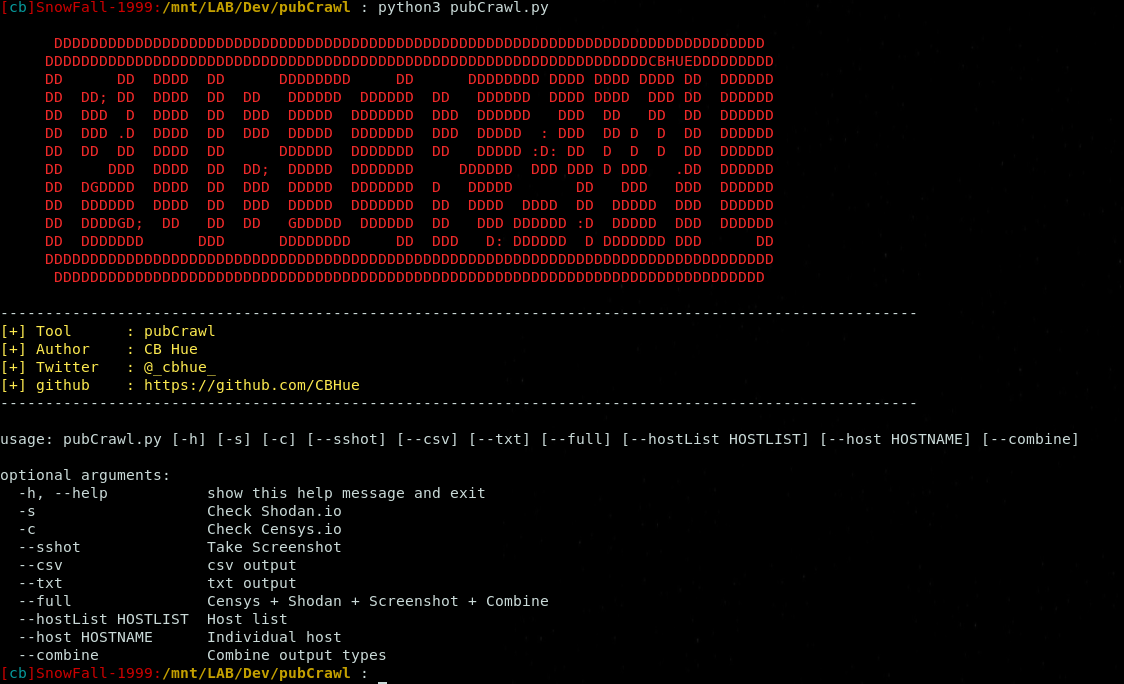 [cb]SnowFall-1999:/mnt/LAB/Dev/pubCrawl : python3 pubCrawl.py
DDDDDDDDDDDDDDDDDDDDDDDDDDDDDDDDDDDDDDDDDDDDDDDDDDDDDDDDDDDDDDDDDDDDDDDDDDDDDDD
DDDDDDDDDDDDDDDDDDDDDDDDDDDDDDDDDDDDDDDDDDDDDDDDDDDDDDDDDDDDDDDDDDDCBHUEDDDDDDDDD
DD      DD  DDDD  DD      DDDDDDDD     DD      DDDDDDDD DDDD DDDD DDDD DD  DDDDDD
DD  DD; DD  DDDD  DD  DD   DDDDDD  DDDDDD  DD   DDDDDD  DDDD DDDD  DDD DD  DDDDDD
DD  DDD  D  DDDD  DD  DDD  DDDDD  DDDDDDD  DDD  DDDDDD   DDD  DD   DD  DD  DDDDDD
DD  DDD .D  DDDD  DD  DDD  DDDDD  DDDDDDD  DDD  DDDDD  : DDD  DD D  D  DD  DDDDDD
DD  DD  DD  DDDD  DD      DDDDDD  DDDDDDD  DD   DDDDD :D: DD  D  D  D  DD  DDDDDD
DD     DDD  DDDD  DD  DD;  DDDDD  DDDDDDD     DDDDDD  DDD DDD D DDD   .DD  DDDDDD
DD  DGDDDD  DDDD  DD  DDD  DDDDD  DDDDDDD  D   DDDDD       DD   DDD   DDD  DDDDDD
DD  DDDDDD  DDDD  DD  DDD  DDDDD  DDDDDDD  DD  DDDD  DDDD  DD  DDDDD  DDD  DDDDDD
DD  DDDDGD;  DD   DD  DD   GDDDDD  DDDDDD  DD   DDD DDDDDD :D  DDDDD  DDD  DDDDDD
DD  DDDDDDD      DDD      DDDDDDDD     DD  DDD   D: DDDDDD  D DDDDDDD DDD      DD
DDDDDDDDDDDDDDDDDDDDDDDDDDDDDDDDDDDDDDDDDDDDDDDDDDDDDDDDDDDDDDDDDDDDDDDDDDDDDDDDD
DDDDDDDDDDDDDDDDDDDDDDDDDDDDDDDDDDDDDDDDDDDDDDDDDDDDDDDDDDDDDDDDDDDDDDDDDDDDDDD
------------------------------------------------------------------------------------------------------
[+] Tool      : pubCrawl
[+] Author    : CB Hue
[+] Twitter   : @_cbhue_
[+] github    : https://github.com/CBHue
------------------------------------------------------------------------------------------------------
usage: pubCrawl.py [-h] [-s] [-c] [--sshot] [--csv] [--txt] [--full] [--hostList HOSTLIST] [--host HOSTNAME] [--combine]
optional arguments:
-h, --help           show this help message and exit
-s                   Check Shodan.io
-c                   Check Censys.io
--sshot              Take Screenshot
--csv                csv output
--txt                txt output
--full               Censys + Shodan + Screenshot + Combine
--hostList HOSTLIST  Host list
--host HOSTNAME      Individual host
--combine            Combine output types
[cb]SnowFall-1999:/mnt/LAB/Dev/pubCrawl :